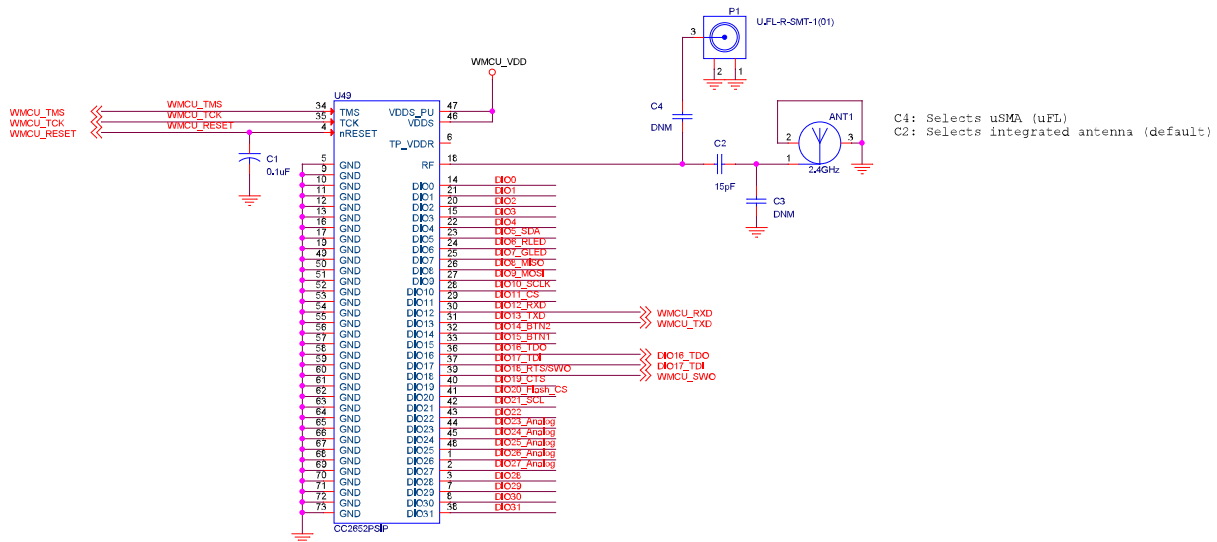 P1
U.FL-R-SMT-1(01)
3
2 1
WMCU_VDD
U49
C4
DNM
ANT1
2 3
1
2.4GHz
C4: Selects uSMA (uFL)
C2: Selects integrated antenna (default)
C2
15pF
C3
DNM
WMCU_TMS WMCU_TMS 34 TMS VDDS_PU 47
WMCU_TCK WMCU_TCK 35 TCK VDDS 46
WMCU_RESET WMCU_RESET 4 nRESET
TP_VDDR 6
C1
0.1uF
5 GND RF 18
9 GND
10 GND DIO0 14 DIO0
11 GND DIO1 21 DIO1
12 GND DIO2 20 DIO2
13 GND DIO3 15 DIO3
16 GND DIO4 22 DIO4
17 GND DIO5 23 DIO5_SDA
19 GND DIO6 24 DIO6_RLED
49 GND DIO7 25 DIO7_GLED
50 GND DIO8 26 DIO8_MISO
51 GND DIO9 27 DIO9_MOSI
52 GND DIO10 28 DIO10_SCLK
53 GND DIO11 29 DIO11_CS
54 GND DIO12 30 DIO12_RXD WMCU_RXD
55 GND DIO13 31 DIO13_TXD WMCU_TXD
56 GND DIO14 32 DIO14_BTN2
57 GND DIO15 33 DIO15_BTN1
58 GND DIO16 36 DIO16_TDO DIO16_TDO
59 GND DIO17 37 DIO17_TDI DIO17_TDI
60 GND DIO18 39 DIO18_RTS/SWO WMCU_SWO
61 GND DIO19 40 DIO19_CTS
62 GND DIO20 41 DIO20_Flash_CS
63 GND DIO21 42 DIO21_SCL
64 GND DIO22 43 DIO22
65 GND DIO23 44 DIO23_Analog
66 GND DIO24 45 DIO24_Analog
67 GND DIO25 48 DIO25_Analog
68 GND DIO26 1 DIO26_Analog
69 GND DIO27 2 DIO27_Analog
70 GND DIO28 3 DIO28
71 GND DIO29 7 DIO29
72 GND DIO30 8 DIO30
73 GND DIO31 38 DIO31
CC2652PSIP